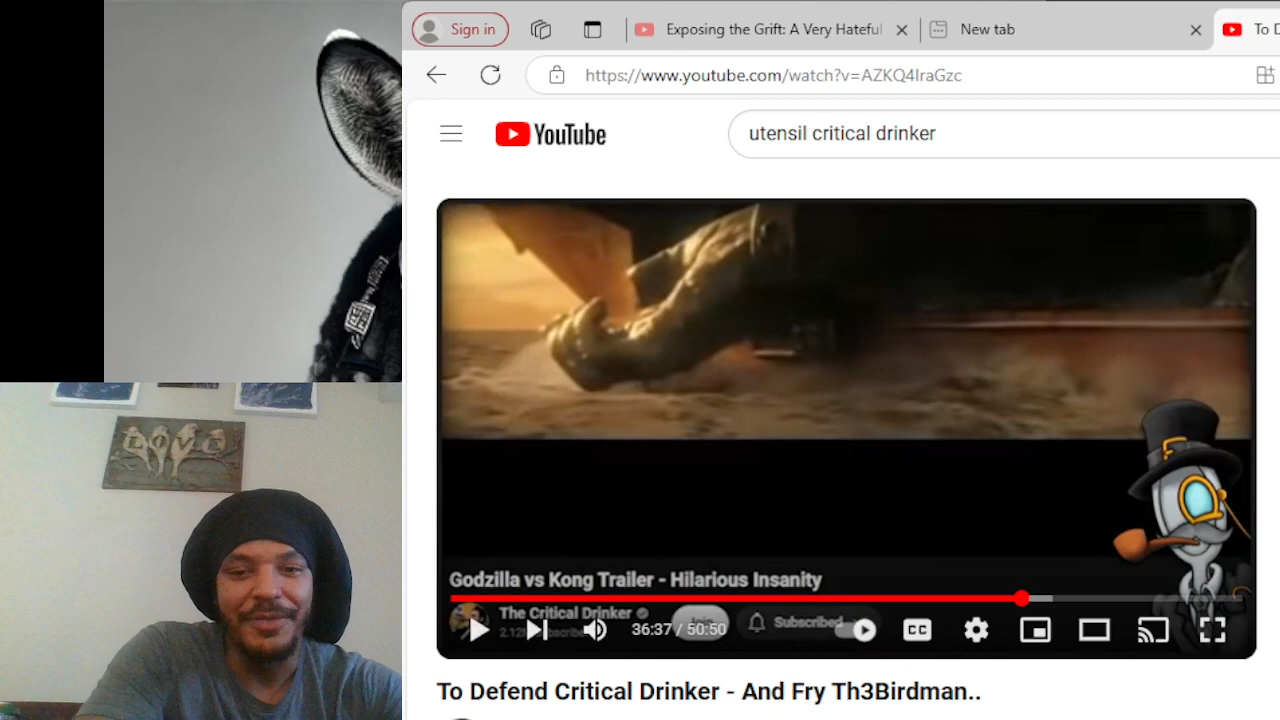 Sign in
Exposing the Grift: A Very Hateful
New tab
To D
https://www.youtube.com/watch?v=AZKQ4IraGzc
YouTube
utensil critical drinker
LOVE
Godzilla vs Kong Trailer - Hilarious Insanity
The Critical Drinker
Subscribed
36:37 / 50:50
CC
To Defend Critical Drinker - And Fry Th3Birdman..